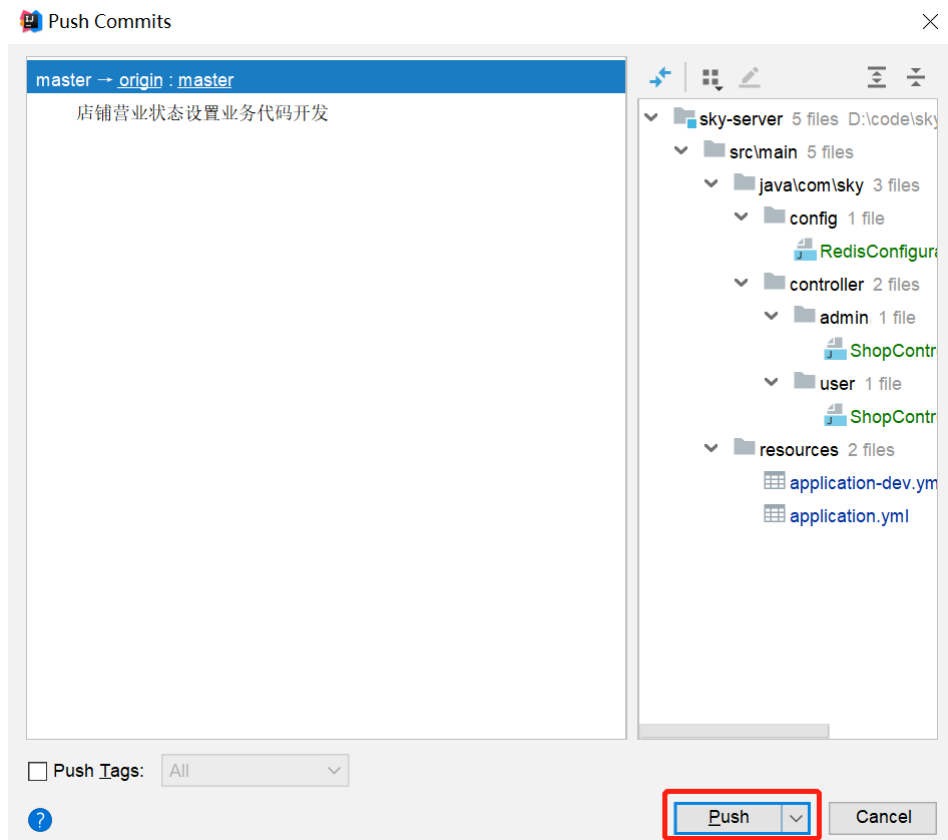 Push Commits
master → origin : master
店铺营业状态设置业务代码开发
sky-server 5 files D:\code\sky
src\main 5 files
java\com\sky 3 files
config 1 file
RedisConfigura
controller 2 files
admin 1 file
ShopContr
user 1 file
ShopContr
resources 2 files
application-dev.ym
application.yml
Push Tags: All
? Push Cancel